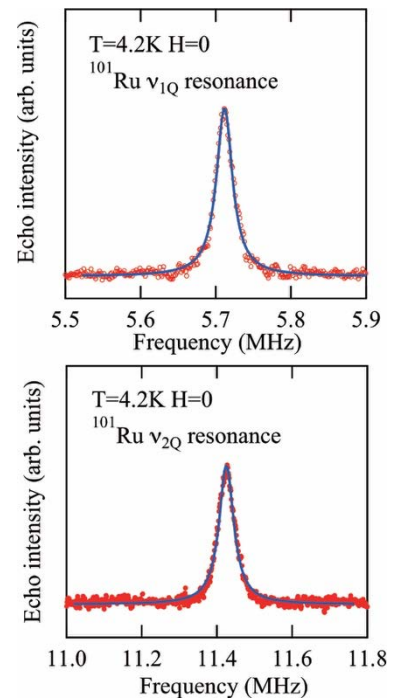 T=4.2K H=0
¹⁰¹Ru ν₁Q resonance
Echo intensity (arb. units)
5.5 5.6 5.7 5.8 5.9
Frequency (MHz)
T=4.2K H=0
¹⁰¹Ru ν₂Q resonance
Echo intensity (arb. units)
11.0 11.2 11.4 11.6 11.8
Frequency (MHz)